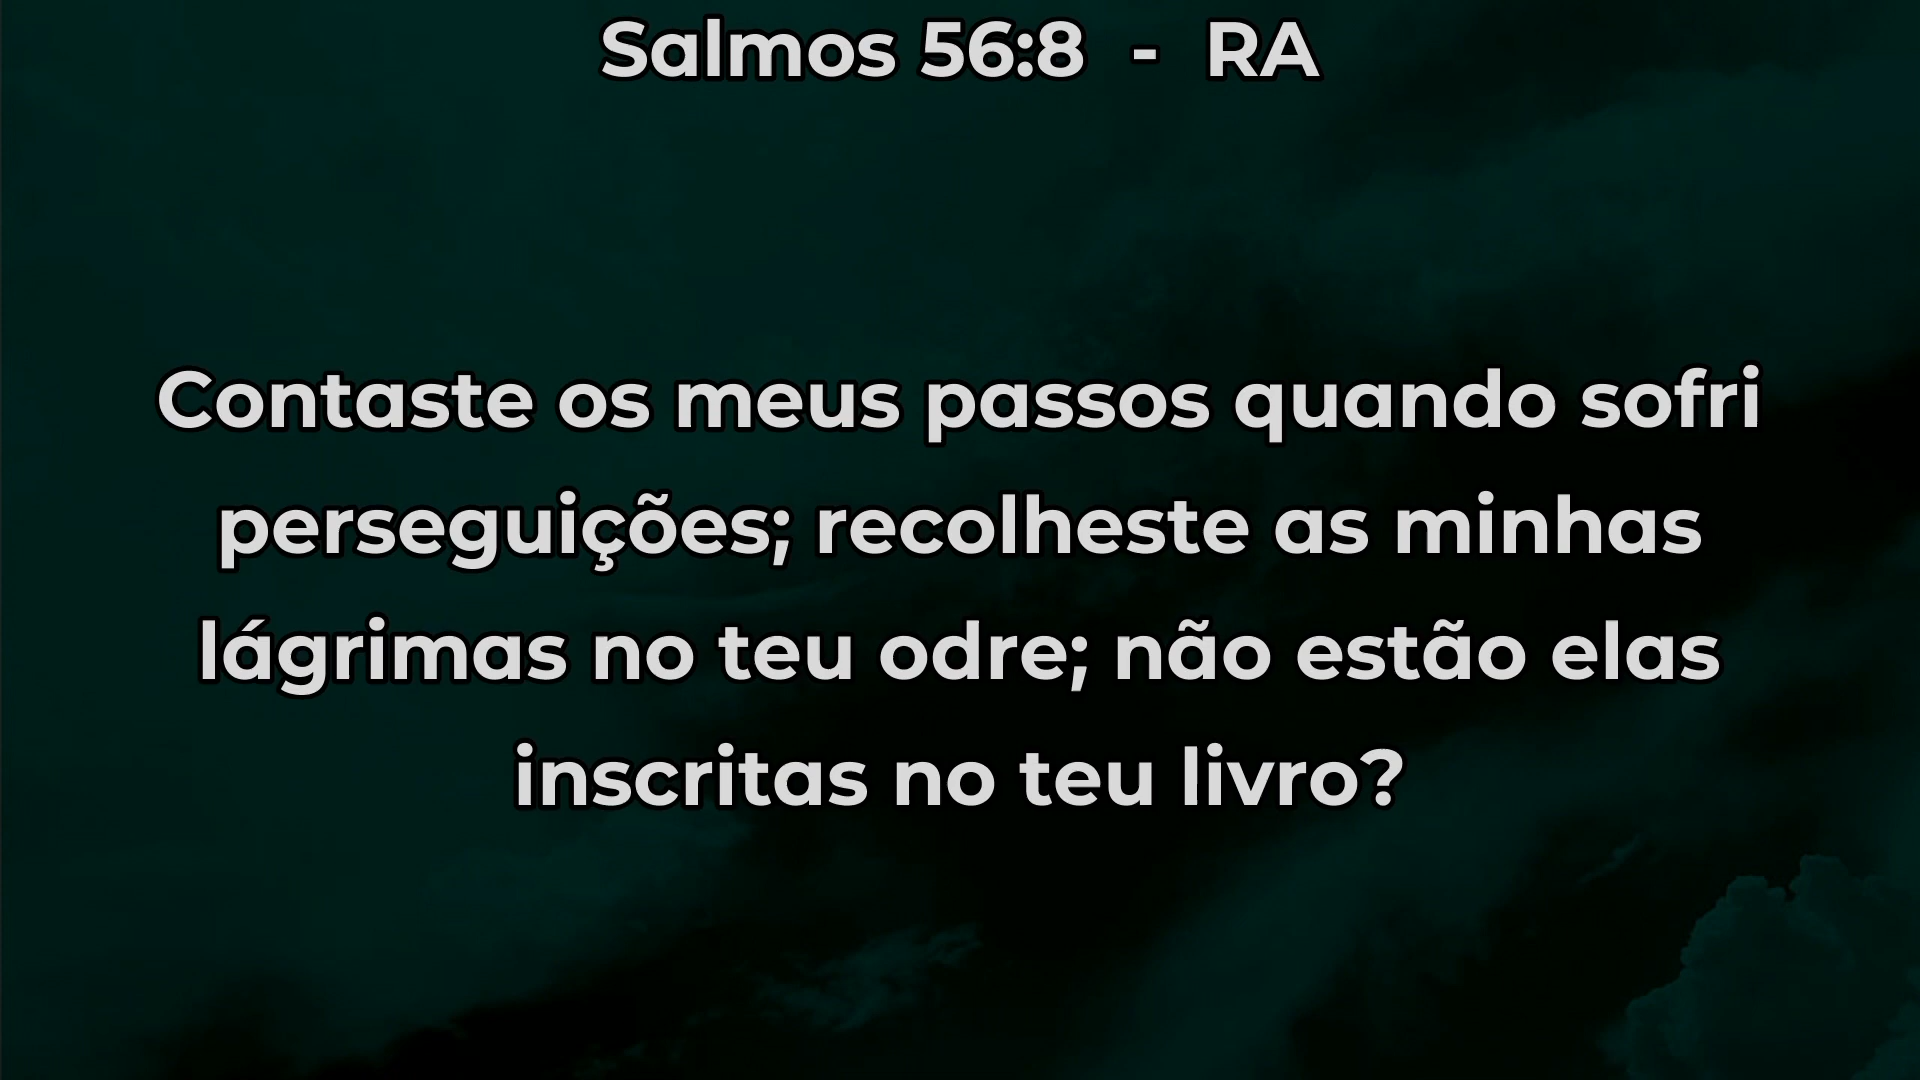 Salmos 56:8 - RA
Contaste os meus passos quando sofri
perseguições; recolheste as minhas
lágrimas no teu odre; não estão elas
inscritas no teu livro?